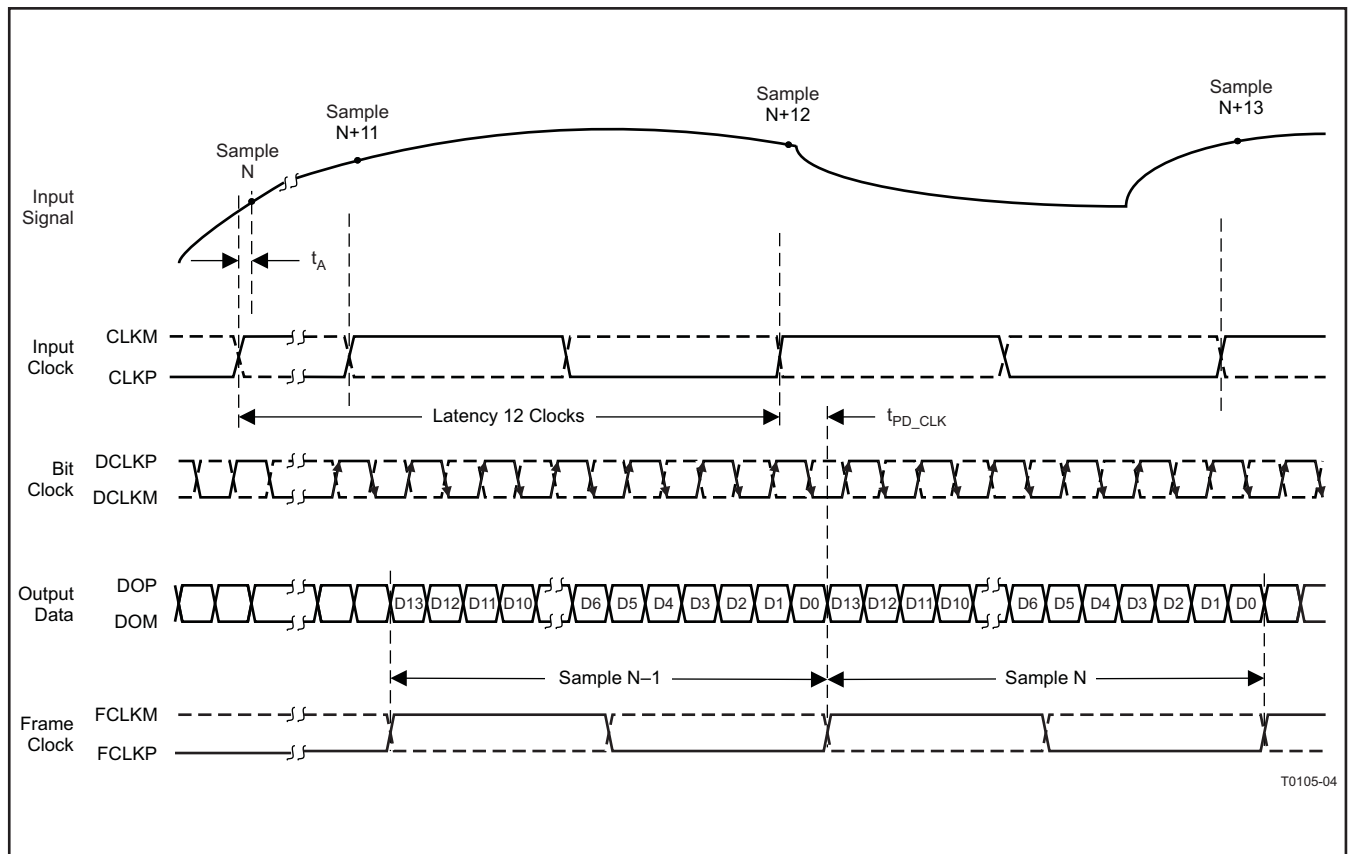 Sample
N
Sample
N+11
Sample
N+12
Sample
N+13
Input
Signal
tA
Input
Clock
CLKM
CLKP
Latency 12 Clocks
tPD_CLK
Bit
Clock
DCLKP
DCLKM
Output
Data
DOP
DOM
D13 D12 D11 D10 D6 D5 D4 D3 D2 D1 D0 D13 D12 D11 D10 D6 D5 D4 D3 D2 D1 D0
Sample N–1
Sample N
Frame
Clock
FCLKM
FCLKP
T0105-04